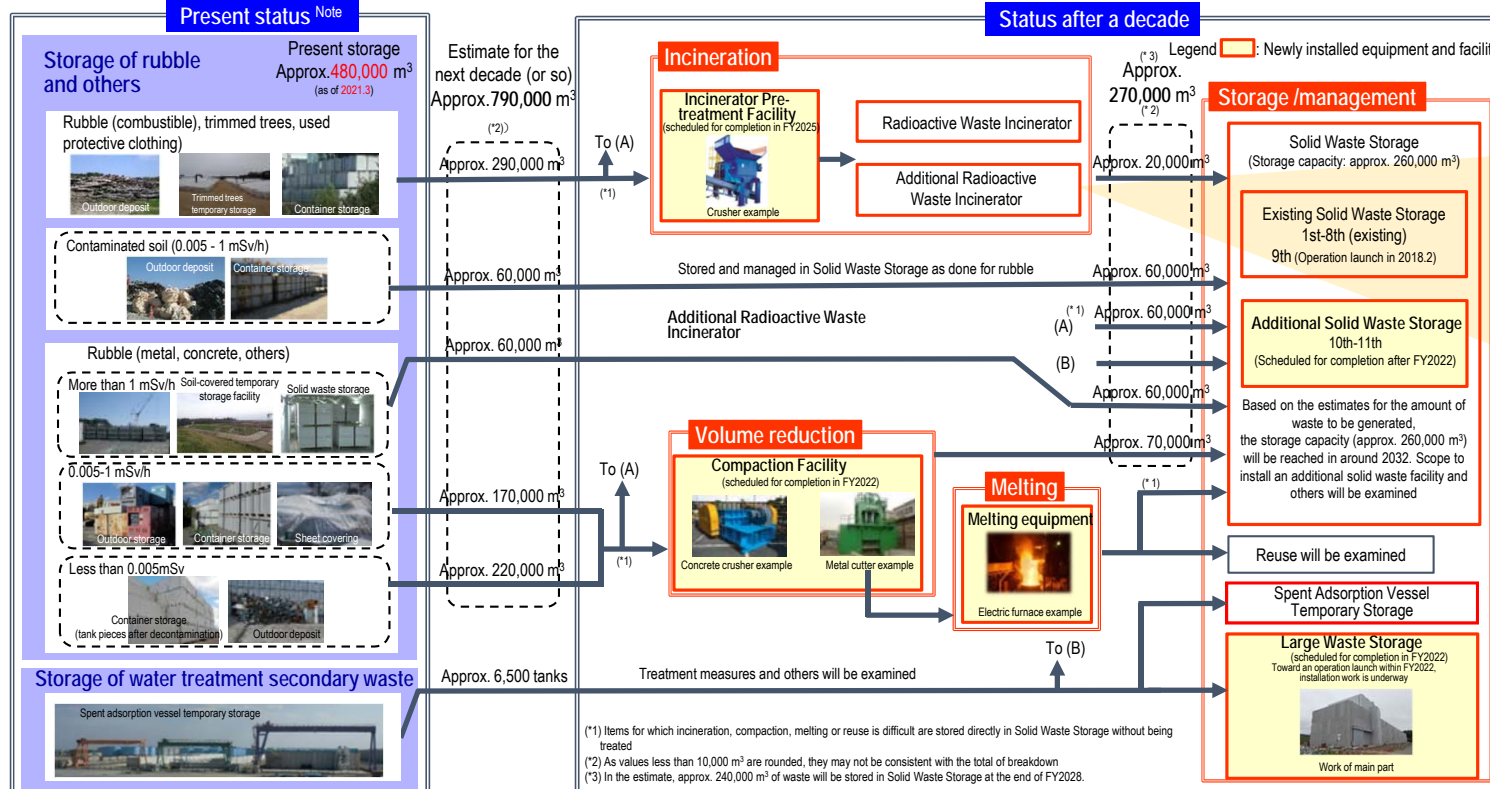 Present status Note
Storage of rubble
and others
Present storage
Approx.480,000 m³
(as of 2021.3)
Rubble (combustible), trimmed trees, used
protective clothing)
Outdoor deposit
Trimmed trees
temporary storage
Container storage
Contaminated soil (0.005 - 1 mSv/h)
Outdoor deposit
Container storage
Rubble (metal, concrete, others)
More than 1 mSv/h
Soil-covered temporary
storage facility
Solid waste storage
0.005-1 mSv/h
Outdoor storage
Container storage
Sheet covering
Less than 0.005mSv
Container storage
(tank pieces after decontamination)
Outdoor deposit
Storage of water treatment secondary waste
Spent adsorption vessel temporary storage
Estimate for the
next decade (or so)
Approx.790,000 m³
(*2)
Approx. 290,000 m³
Approx. 60,000 m³
Approx. 60,000 m³
Approx. 170,000 m³
Approx. 220,000 m³
Approx. 6,500 tanks
Status after a decade
Legend : Newly installed equipment and facilit
To (A)
(*1)
Incineration
Incinerator Pre-
treatment Facility
(scheduled for completion in FY2025)
Crusher example
Radioactive Waste Incinerator
Additional Radioactive
Waste Incinerator
Stored and managed in Solid Waste Storage as done for rubble
Additional Radioactive Waste
Incinerator
To (A)
(*1)
Volume reduction
Compaction Facility
(scheduled for completion in FY2022)
Concrete crusher example
Metal cutter example
Melting
Melting equipment
Electric furnace example
Treatment measures and others will be examined
To (B)
(*3)
Approx.
270,000 m³
(*2)
Approx. 20,000 m³
Approx. 60,000 m³
(*1)
(A)
Approx. 60,000 m³
(B)
Approx. 60,000 m³
Approx. 70,000 m³
(*1)
Storage /management
Solid Waste Storage
(Storage capacity: approx. 260,000 m³)
Existing Solid Waste Storage
1st-8th (existing)
9th (Operation launch in 2018.2)
Additional Solid Waste Storage
10th-11th
(Scheduled for completion after FY2022)
Based on the estimates for the amount of
waste to be generated,
the storage capacity (approx. 260,000 m³)
will be reached in around 2032. Scope to
install an additional solid waste facility and
others will be examined
Reuse will be examined
Spent Adsorption Vessel
Temporary Storage
Large Waste Storage
(scheduled for completion in FY2022)
Toward an operation launch within FY2022,
installation work is underway
Work of main part
(*1) Items for which incineration, compaction, melting or reuse is difficult are stored directly in Solid Waste Storage without being
treated
(*2) As values less than 10,000 m³ are rounded, they may not be consistent with the total of breakdown
(*3) In the estimate, approx. 240,000 m³ of waste will be stored in Solid Waste Storage at the end of FY2028.